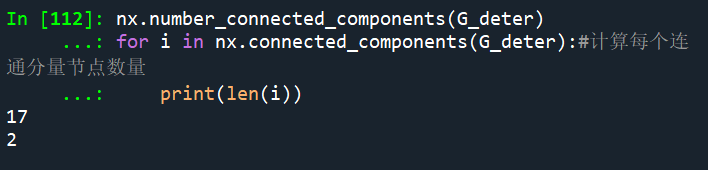 In [112]: nx.number_connected_components(G_deter)
...: for i in nx.connected_components(G_deter):#计算每个连
通分量节点数量
...:     print(len(i))
17
2